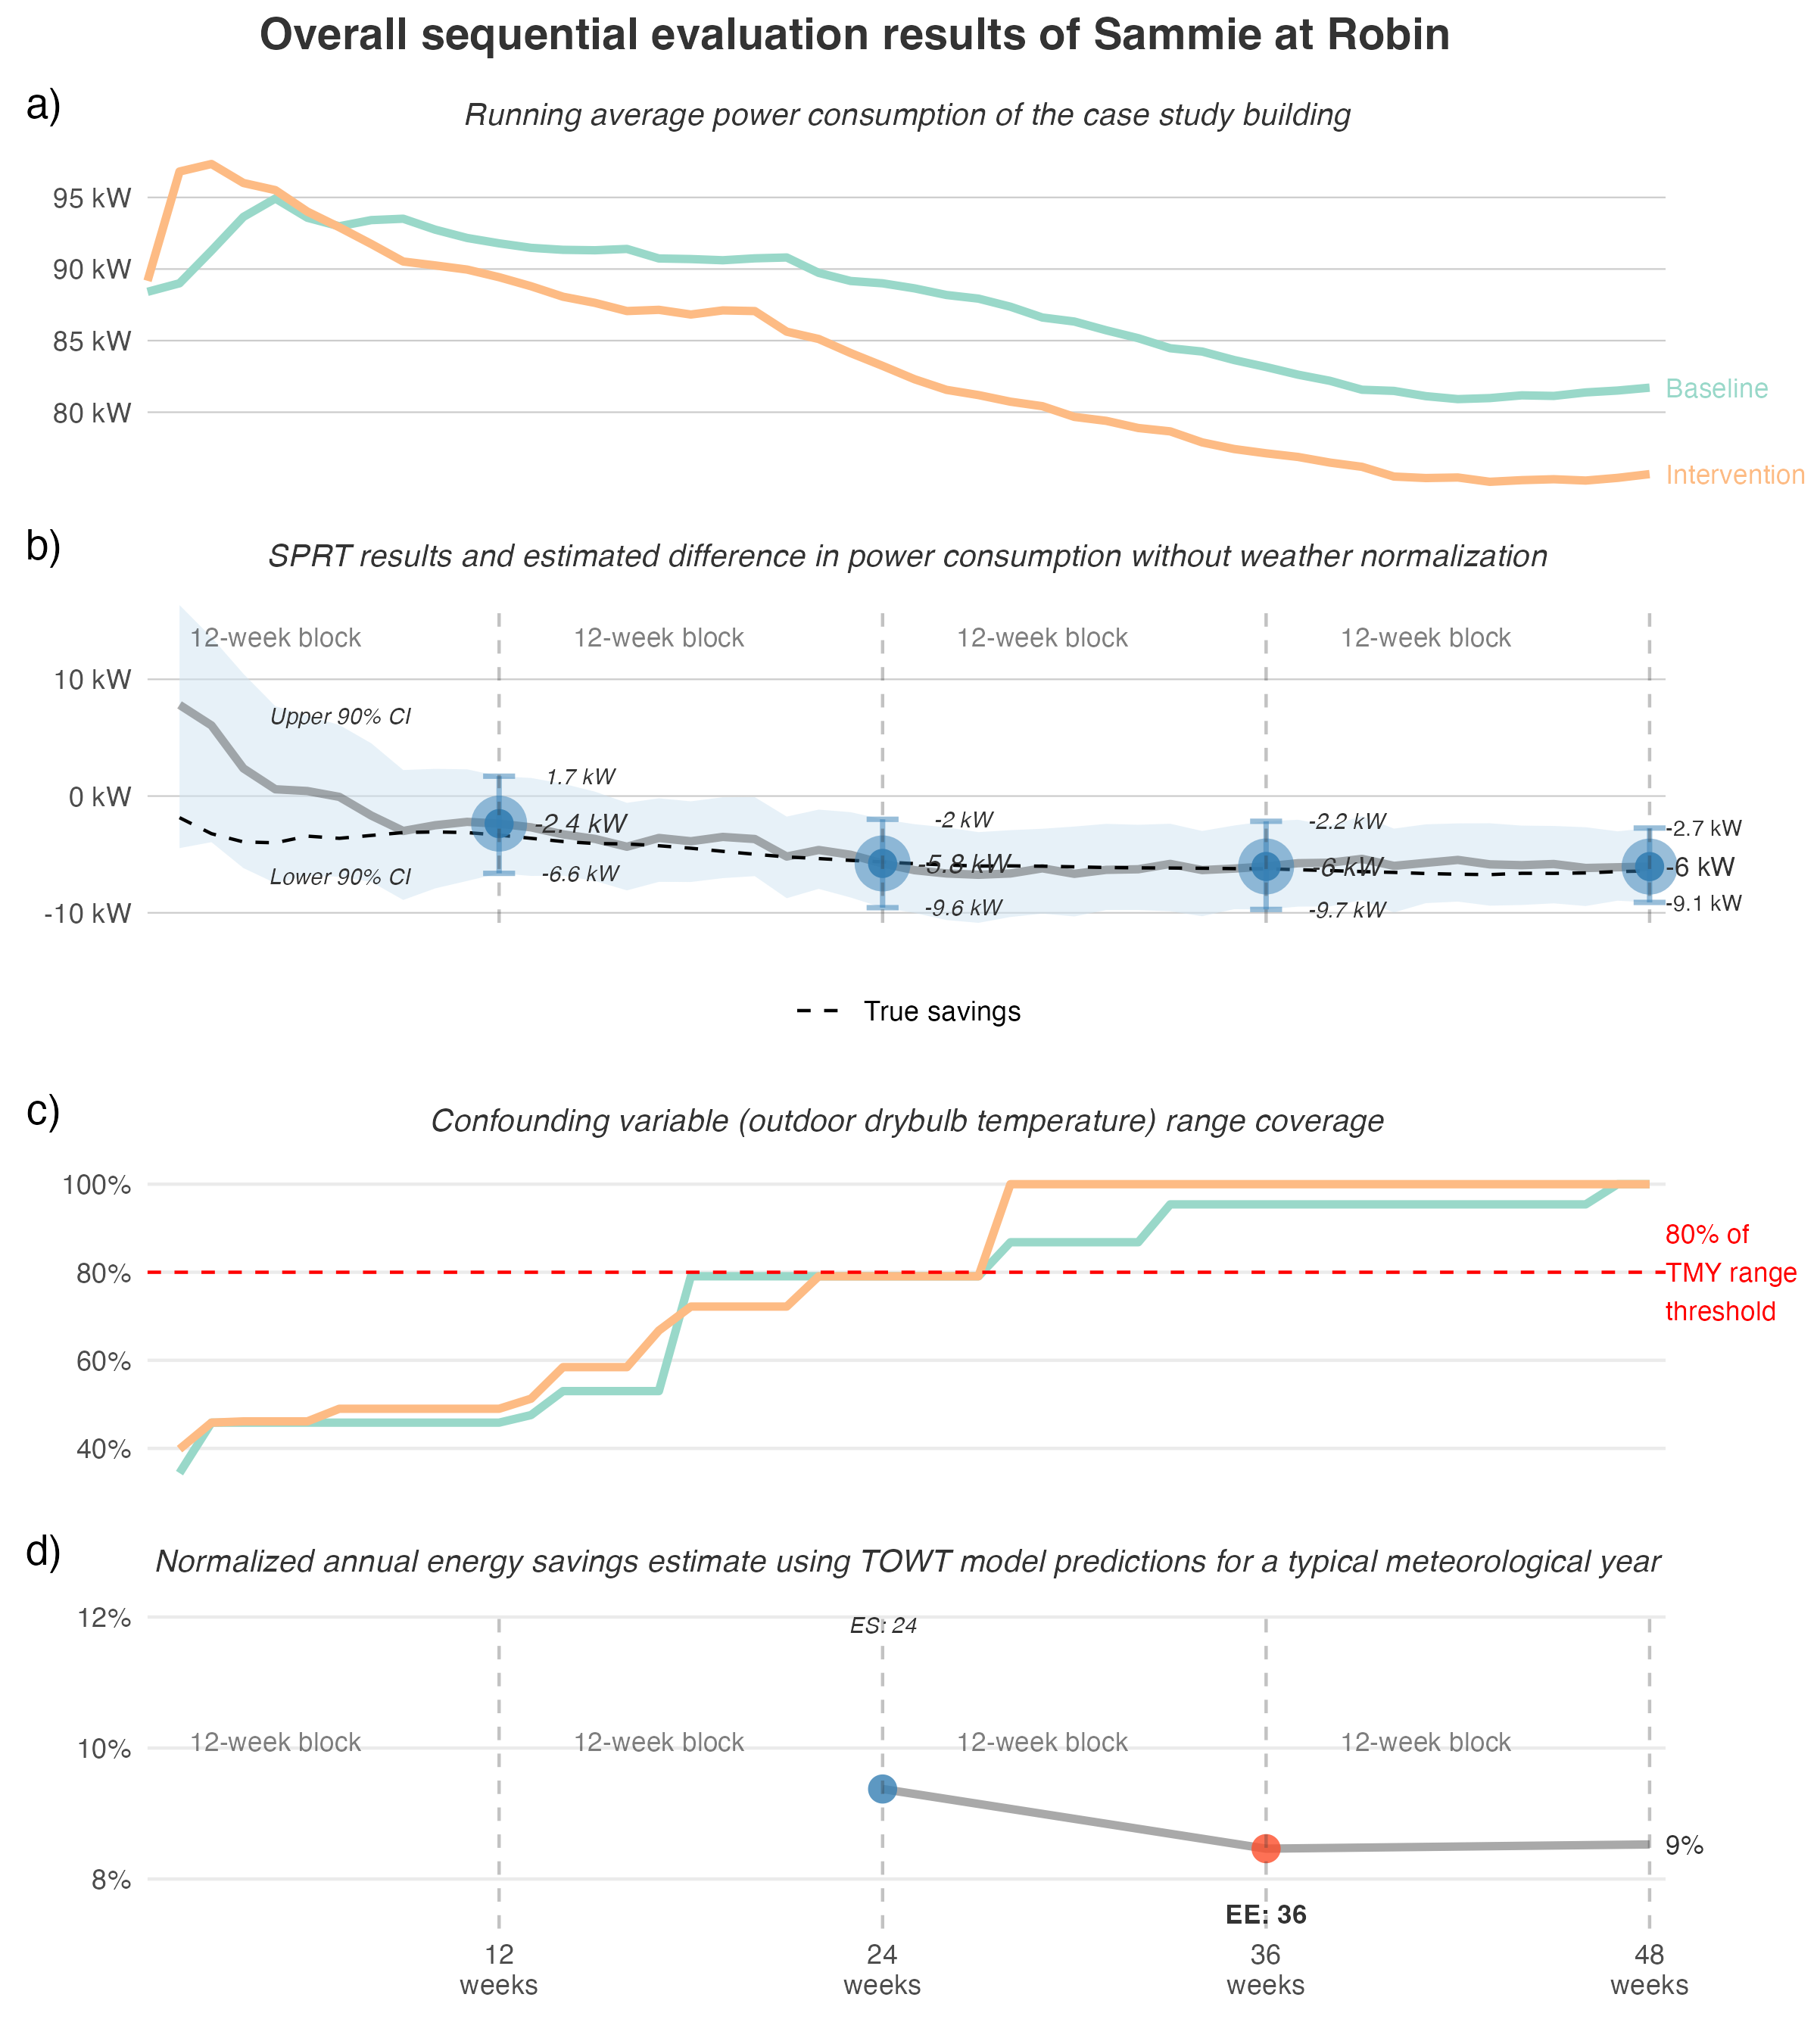 Overall sequential evaluation results of Sammie at Robin
a)
Running average power consumption of the case study building
95 kW
90 kW
85 kW
80 kW
Baseline
Intervention
b)
SPRT results and estimated difference in power consumption without weather normalization
12-week block
12-week block
12-week block
12-week block
10 kW
0 kW
-10 kW
Upper 90% CI
Lower 90% CI
1.7 kW
-2.4 kW
-6.6 kW
-2 kW
-5.8 kW
-9.6 kW
-2.2 kW
-6 kW
-9.7 kW
-2.7 kW
-6 kW
-9.1 kW
True savings
c)
Confounding variable (outdoor drybulb temperature) range coverage
100%
80%
60%
40%
80% of
TMY range
threshold
d)
Normalized annual energy savings estimate using TOWT model predictions for a typical meteorological year
12%
10%
8%
ES: 24
12-week block
12-week block
12-week block
12-week block
9%
EE: 36
12
weeks
24
weeks
36
weeks
48
weeks